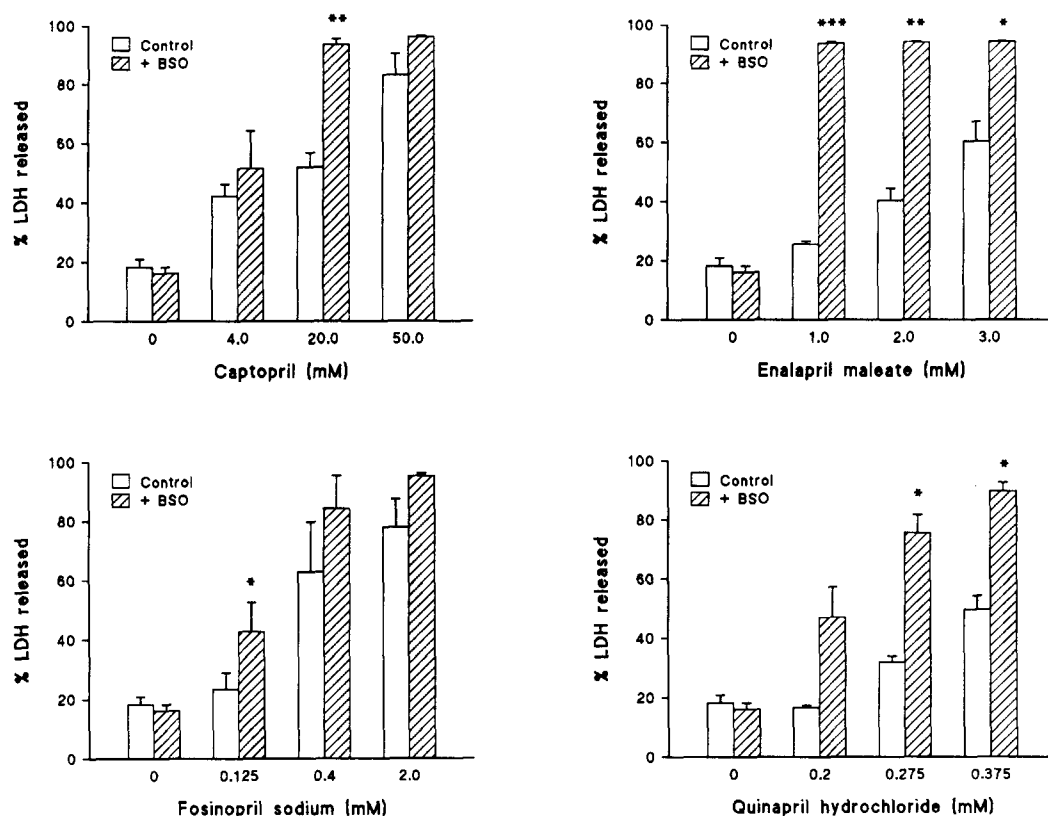 **
100
Control
+ BSO
80
60
40
20
0
% LDH released
0 4.0 20.0 50.0
Captopril (mM)
*** ** *
100
Control
+ BSO
80
60
40
20
0
% LDH released
0 1.0 2.0 3.0
Enalapril maleate (mM)
100
Control
+ BSO
80
*
60
40
20
0
% LDH released
0 0.125 0.4 2.0
Fosinopril sodium (mM)
*
100
Control
+ BSO
*
80
60
40
20
0
% LDH released
0 0.2 0.275 0.375
Quinapril hydrochloride (mM)